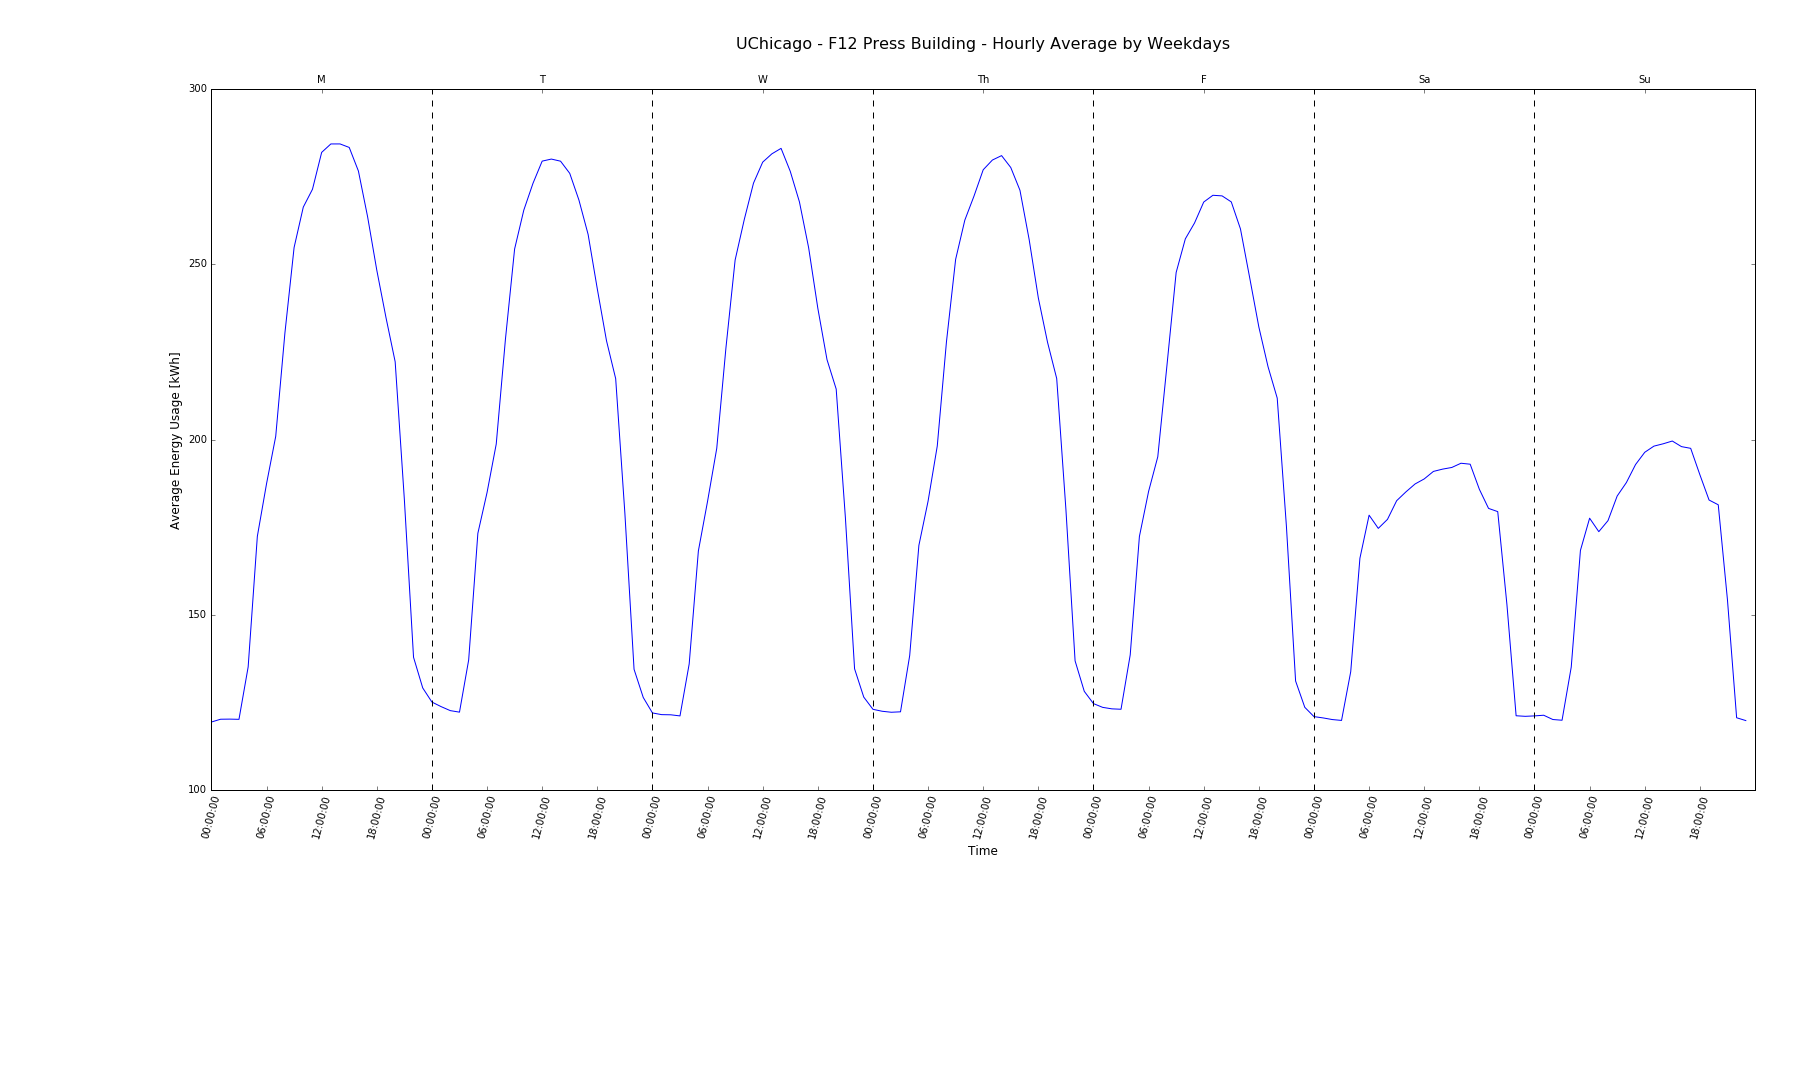 UChicago - F12 Press Building - Hourly Average by Weekdays
M T W Th F Sa Su
300
250
200
150
100
Average Energy Usage [kWh]
00:00:00 06:00:00 12:00:00 18:00:00 00:00:00 06:00:00 12:00:00 18:00:00 00:00:00 06:00:00 12:00:00 18:00:00 00:00:00 06:00:00 12:00:00 18:00:00 00:00:00 06:00:00 12:00:00 18:00:00 00:00:00 06:00:00 12:00:00 18:00:00 00:00:00 06:00:00 12:00:00 18:00:00
Time